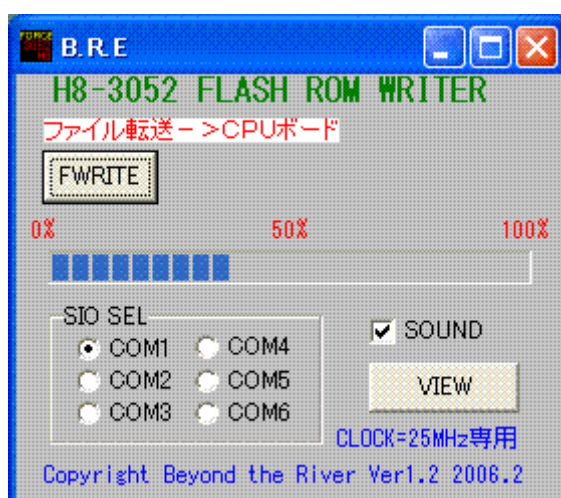 B.R.E
H8-3052 FLASH ROM WRITER
ファイル転送ー>CPUボード
FWRITE
0% 50% 100%
SIO SEL
COM1 COM4
COM2 COM5
COM3 COM6
SOUND
VIEW
CLOCK=25MHz専用
Copyright Beyond the River Ver1.2 2006.2